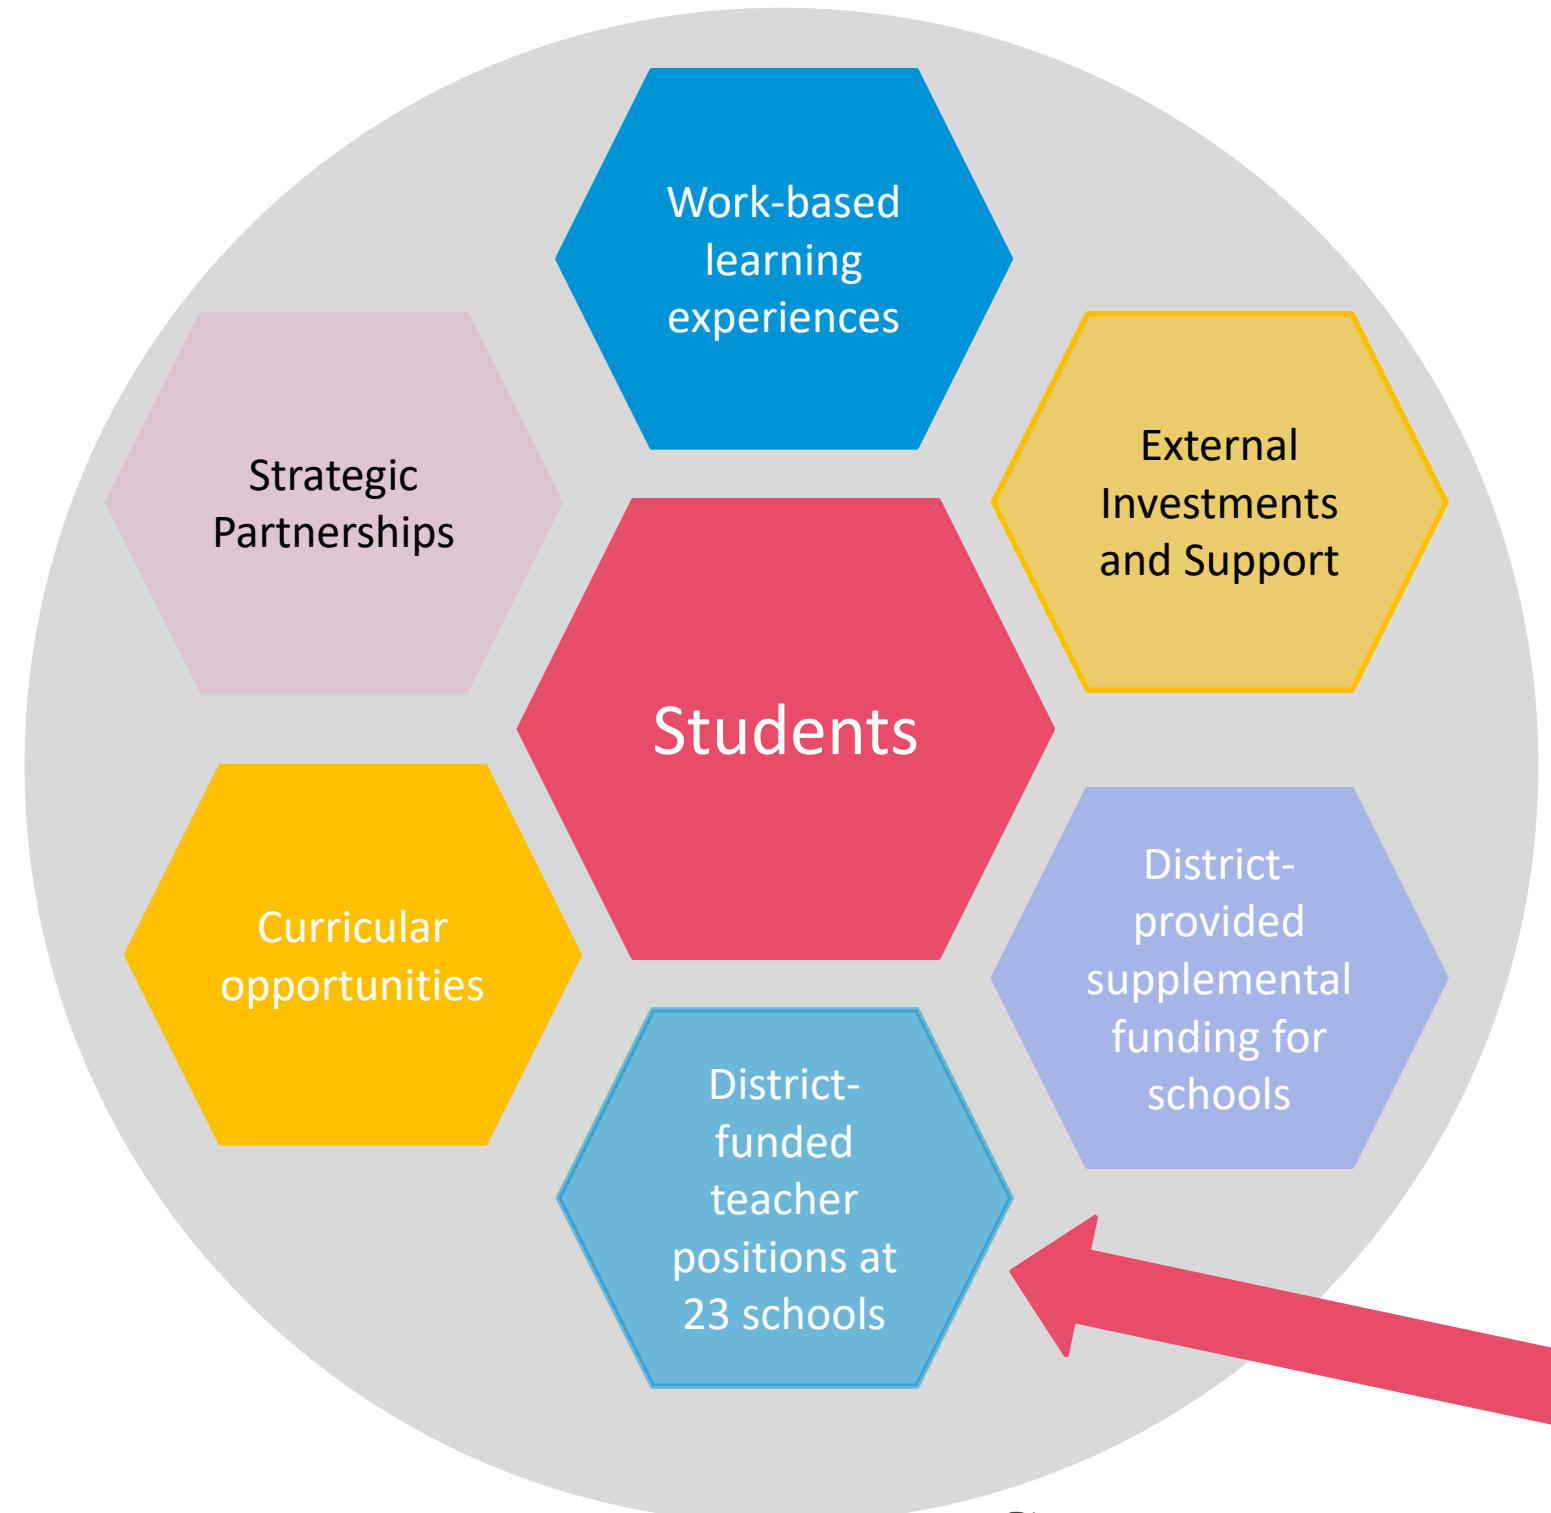 Work-based
learning
experiences
External
Investments
and Support
Strategic
Partnerships
Students
District-
provided
supplemental
funding for
schools
Curricular
opportunities
District-
funded
teacher
positions at
23 schools